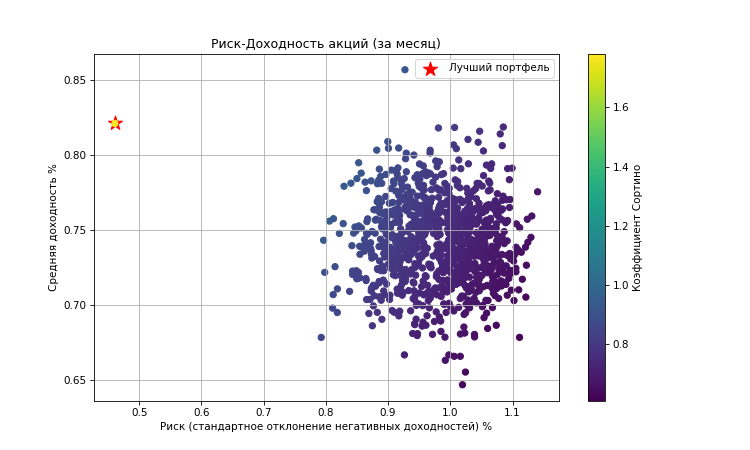 Риск-Доходность акций (за месяц)
Лучший портфель
0.85
0.80
0.75
0.70
0.65
Средняя доходность %
0.5 0.6 0.7 0.8 0.9 1.0 1.1
Риск (стандартное отклонение негативных доходностей) %
1.6
1.4
1.2
1.0
0.8
Коэффициент Сортино